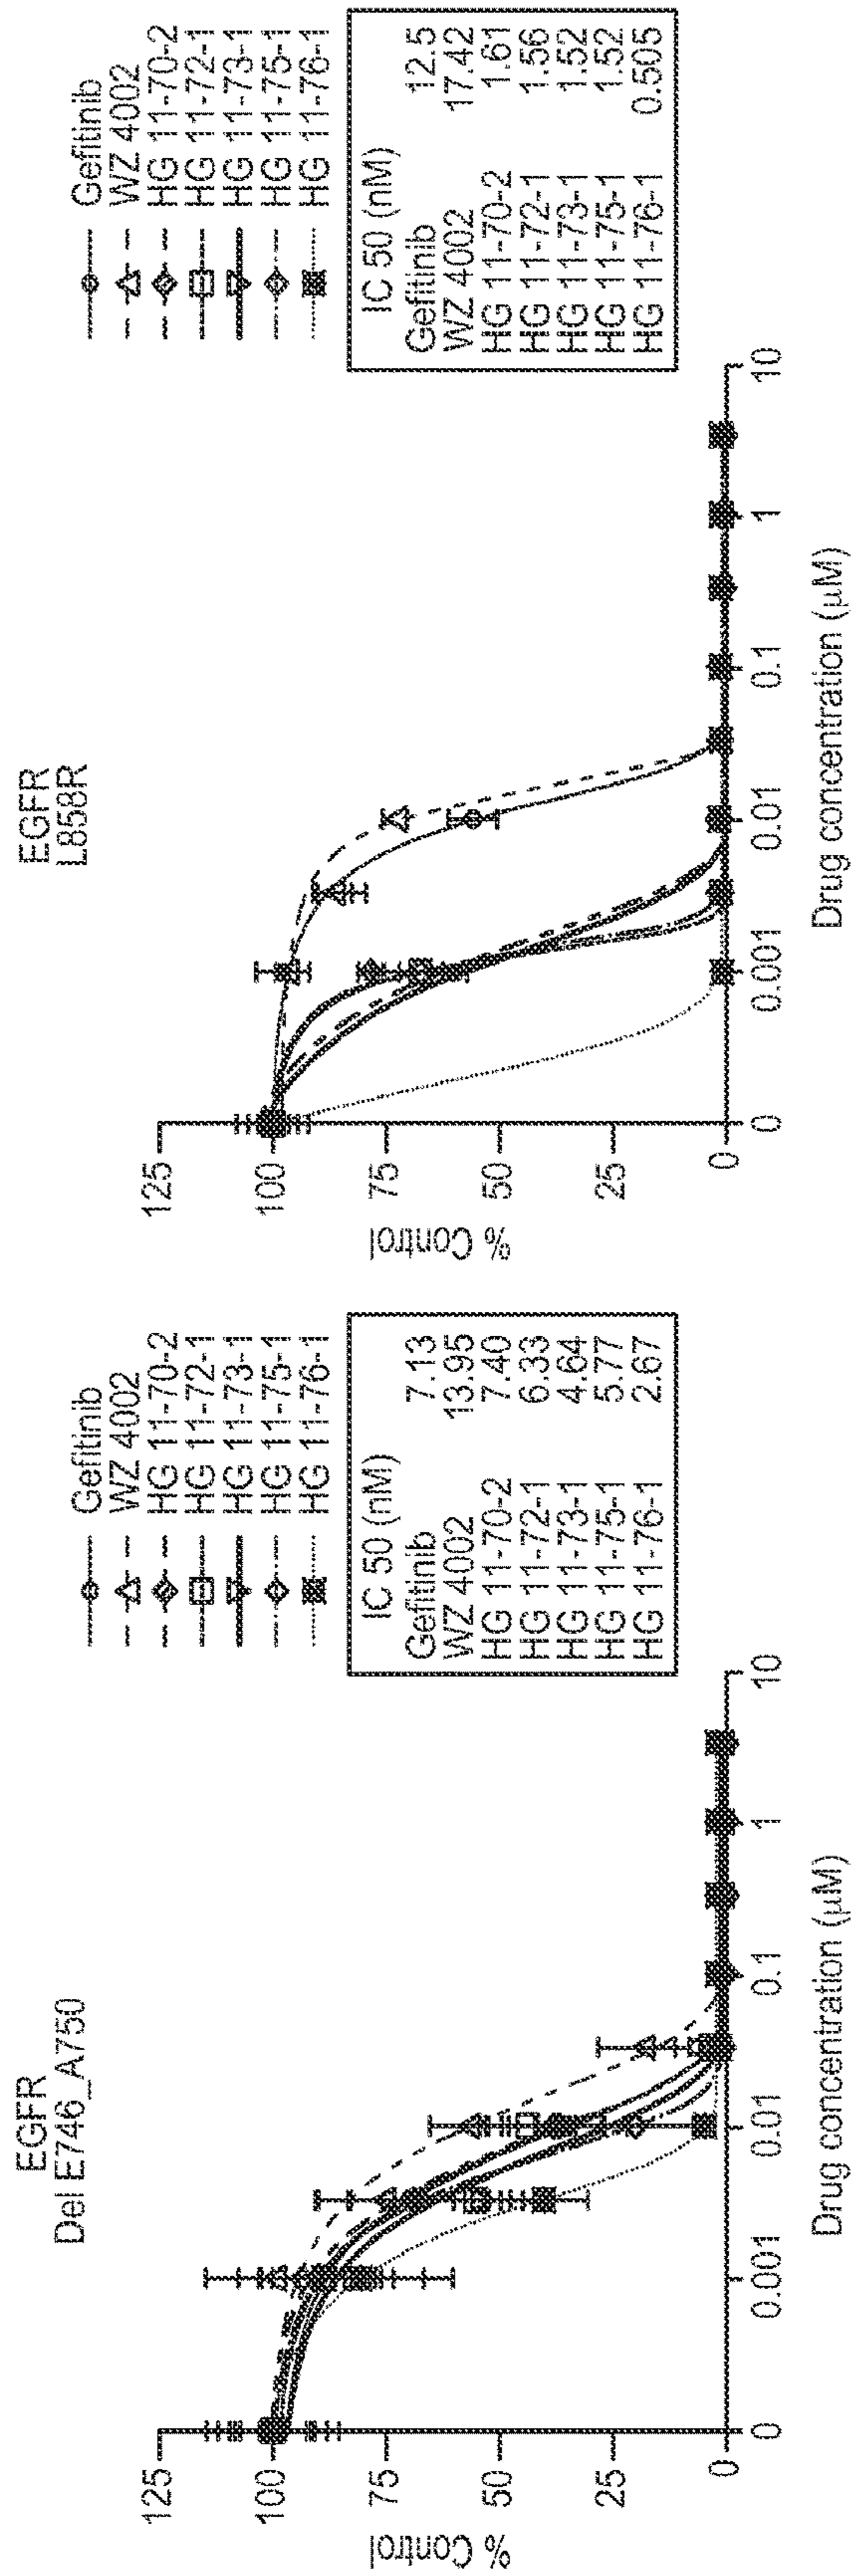 EGFR
Del E746_A750
Gefitinib
WZ 4002
HG 11-70-2
HG 11-72-1
HG 11-73-1
HG 11-75-1
HG 11-76-1
IC 50 (nM)
Gefitinib 7.13
WZ 4002 13.95
HG 11-70-2 7.40
HG 11-72-1 6.33
HG 11-73-1 4.64
HG 11-75-1 5.77
HG 11-76-1 2.67
% Control
125
100
75
50
25
0
0 0.001 0.01 0.1 1 10
Drug concentration (μM)
EGFR
L858R
Gefitinib
WZ 4002
HG 11-70-2
HG 11-72-1
HG 11-73-1
HG 11-75-1
HG 11-76-1
IC 50 (nM)
Gefitinib 12.5
WZ 4002 17.42
HG 11-70-2 1.61
HG 11-72-1 1.56
HG 11-73-1 1.52
HG 11-75-1 1.52
HG 11-76-1 0.505
% Control
125
100
75
50
25
0
0 0.001 0.01 0.1 1 10
Drug concentration (μM)